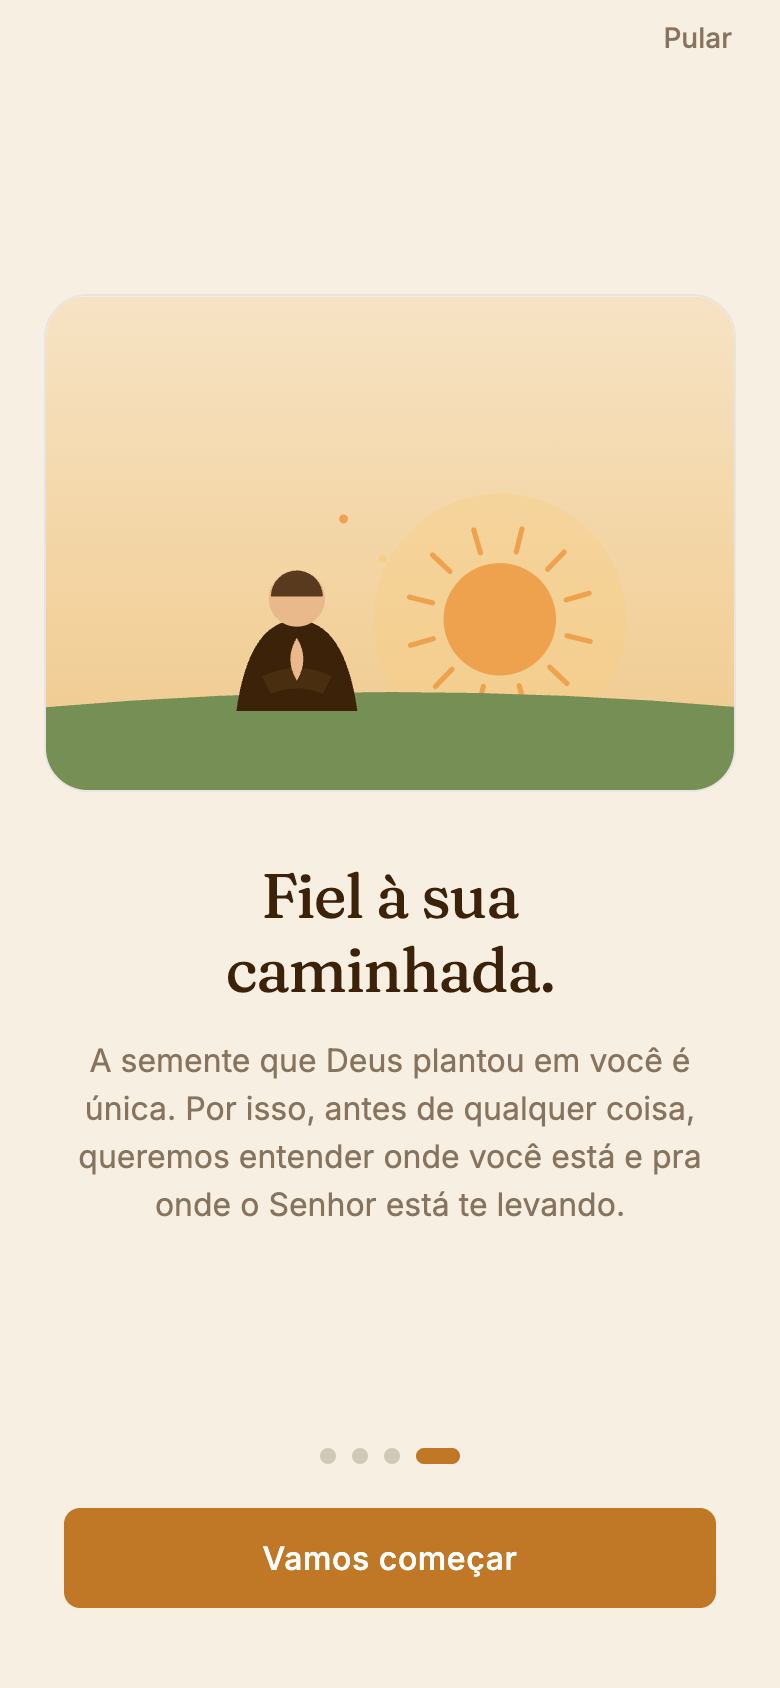 Pular
Fiel à sua
caminhada.
A semente que Deus plantou em você é
única. Por isso, antes de qualquer coisa,
queremos entender onde você está e pra
onde o Senhor está te levando.
Vamos começar